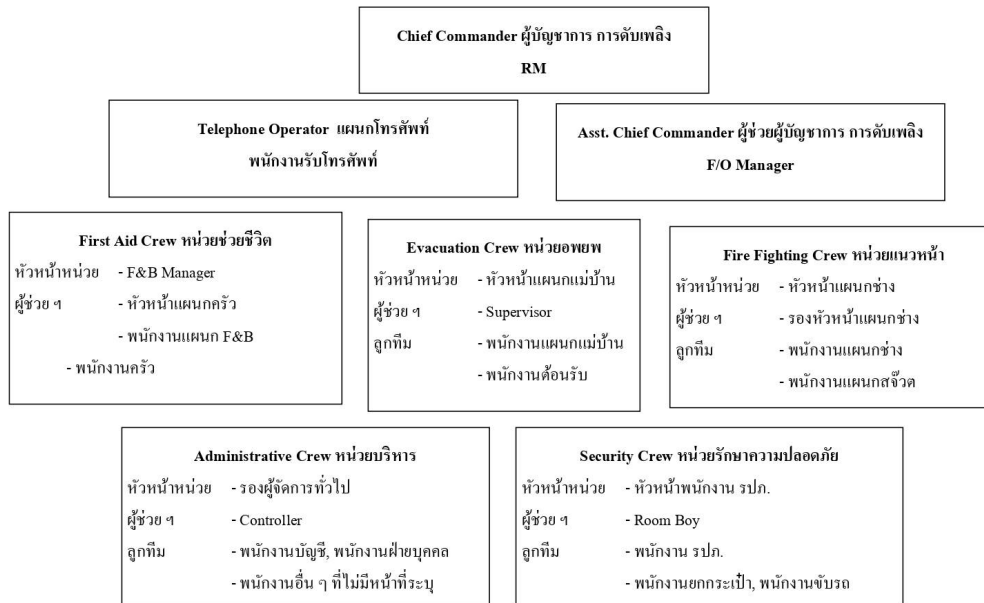 Chief Commander ผู้บัญชาการ การดับเพลิง
RM
Telephone Operator แผนกโทรศัพท์
พนักงานรับโทรศัพท์
Asst. Chief Commander ผู้ช่วยผู้บัญชาการ การดับเพลิง
F/O Manager
First Aid Crew หน่วยช่วยชีวิต
หัวหน้าหน่วย - F&B Manager
ผู้ช่วย ฯ - หัวหน้าแผนกครัว
- พนักงานแผนก F&B
- พนักงานครัว
Evacuation Crew หน่วยอพยพ
หัวหน้าหน่วย - หัวหน้าแผนกแม่บ้าน
ผู้ช่วย ฯ - Supervisor
ลูกทีม - พนักงานแผนกแม่บ้าน
- พนักงานต้อนรับ
Fire Fighting Crew หน่วยแนวหน้า
หัวหน้าหน่วย - หัวหน้าแผนกช่าง
ผู้ช่วย ฯ - รองหัวหน้าแผนกช่าง
ลูกทีม - พนักงานแผนกช่าง
- พนักงานแผนกสจ๊วต
Administrative Crew หน่วยบริหาร
หัวหน้าหน่วย - รองผู้จัดการทั่วไป
ผู้ช่วย ฯ - Controller
ลูกทีม - พนักงานบัญชี, พนักงานฝ่ายบุคคล
- พนักงานอื่น ๆ ที่ไม่มีหน้าที่ระบุ
Security Crew หน่วยรักษาความปลอดภัย
หัวหน้าหน่วย - หัวหน้าพนักงาน รปภ.
ผู้ช่วย ฯ - Room Boy
ลูกทีม - พนักงาน รปภ.
- พนักงานยกกระเป๋า, พนักงานขับรถ